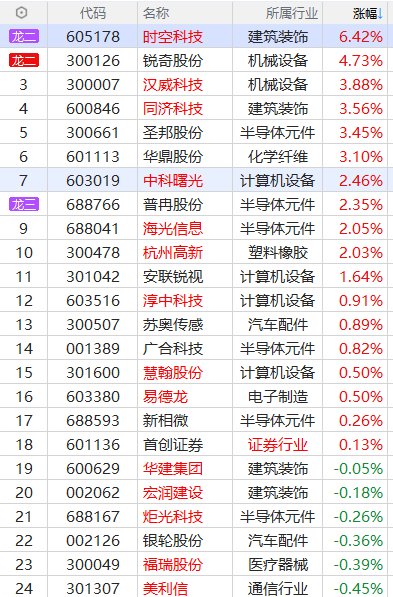 代码 名称 所属行业 涨幅↓
龙二 605178 时空科技 建筑装饰 6.42%
龙二 300126 锐奇股份 机械设备 4.73%
3 300007 汉威科技 机械设备 3.88%
4 600846 同济科技 建筑装饰 3.56%
5 300661 圣邦股份 半导体元件 3.45%
6 601113 华鼎股份 化学纤维 3.10%
7 603019 中科曙光 计算机设备 2.46%
龙三 688766 普冉股份 半导体元件 2.35%
9 688041 海光信息 半导体元件 2.05%
10 300478 杭州高新 塑料橡胶 2.03%
11 301042 安联锐视 计算机设备 1.64%
12 603516 淳中科技 计算机设备 0.91%
13 300507 苏奥传感 汽车配件 0.89%
14 001389 广合科技 半导体元件 0.82%
15 301600 慧翰股份 计算机设备 0.50%
16 603380 易德龙 电子制造 0.50%
17 688593 新相微 半导体元件 0.26%
18 601136 首创证券 证券行业 0.13%
19 600629 华建集团 建筑装饰 -0.05%
20 002062 宏润建设 建筑装饰 -0.18%
21 688167 炬光科技 半导体元件 -0.26%
22 002126 银轮股份 汽车配件 -0.36%
23 300049 福瑞股份 医疗器械 -0.39%
24 301307 美利信 通信行业 -0.45%